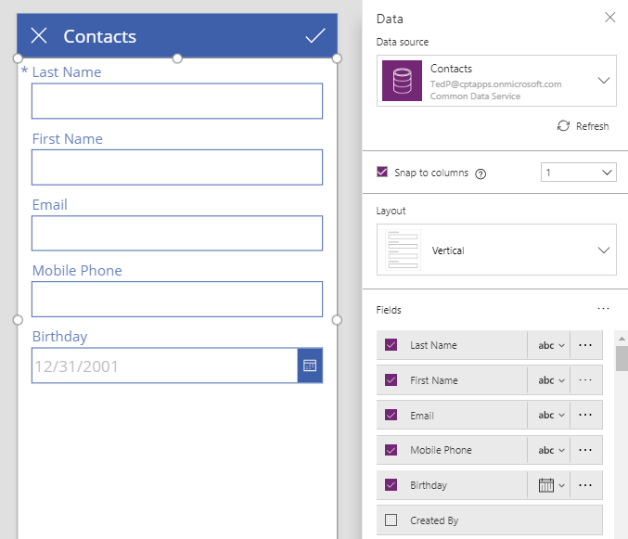 Contacts
* Last Name
First Name
Email
Mobile Phone
Birthday
12/31/2001
Data
Data source
Contacts
TedP@cptapps.onmicrosoft.com
Common Data Service
Refresh
Snap to columns ?
1
Layout
Vertical
Fields
...
Last Name abc ...
First Name abc ...
Email abc ...
Mobile Phone abc ...
Birthday ...
Created By